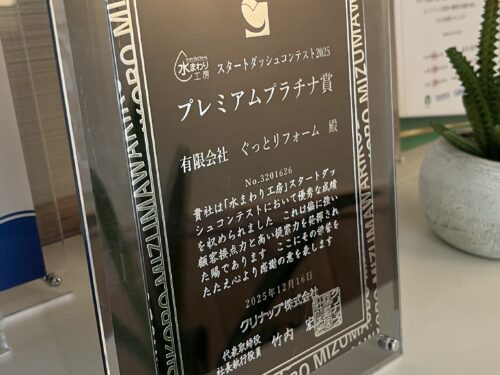 水まわり工房
スタートダッシュコンテスト2025
プレミアムプラチナ賞
有限会社 ぐっとリフォーム 殿
No.3201626
貴社は「水まわり工房」スタートダッ
シュコンテストにおいて優秀な成績
を収められました これは偏に強い
顧客接点力と高い提案力を発揮され
た賜であります ここにその栄誉を
たたえ心より感謝の意を表します
2025年12月16日
クリナップ株式会社
代表取締役
社長執行役員
竹内 宏
MIZUMAWARI
KOBO MIZUMAWARI